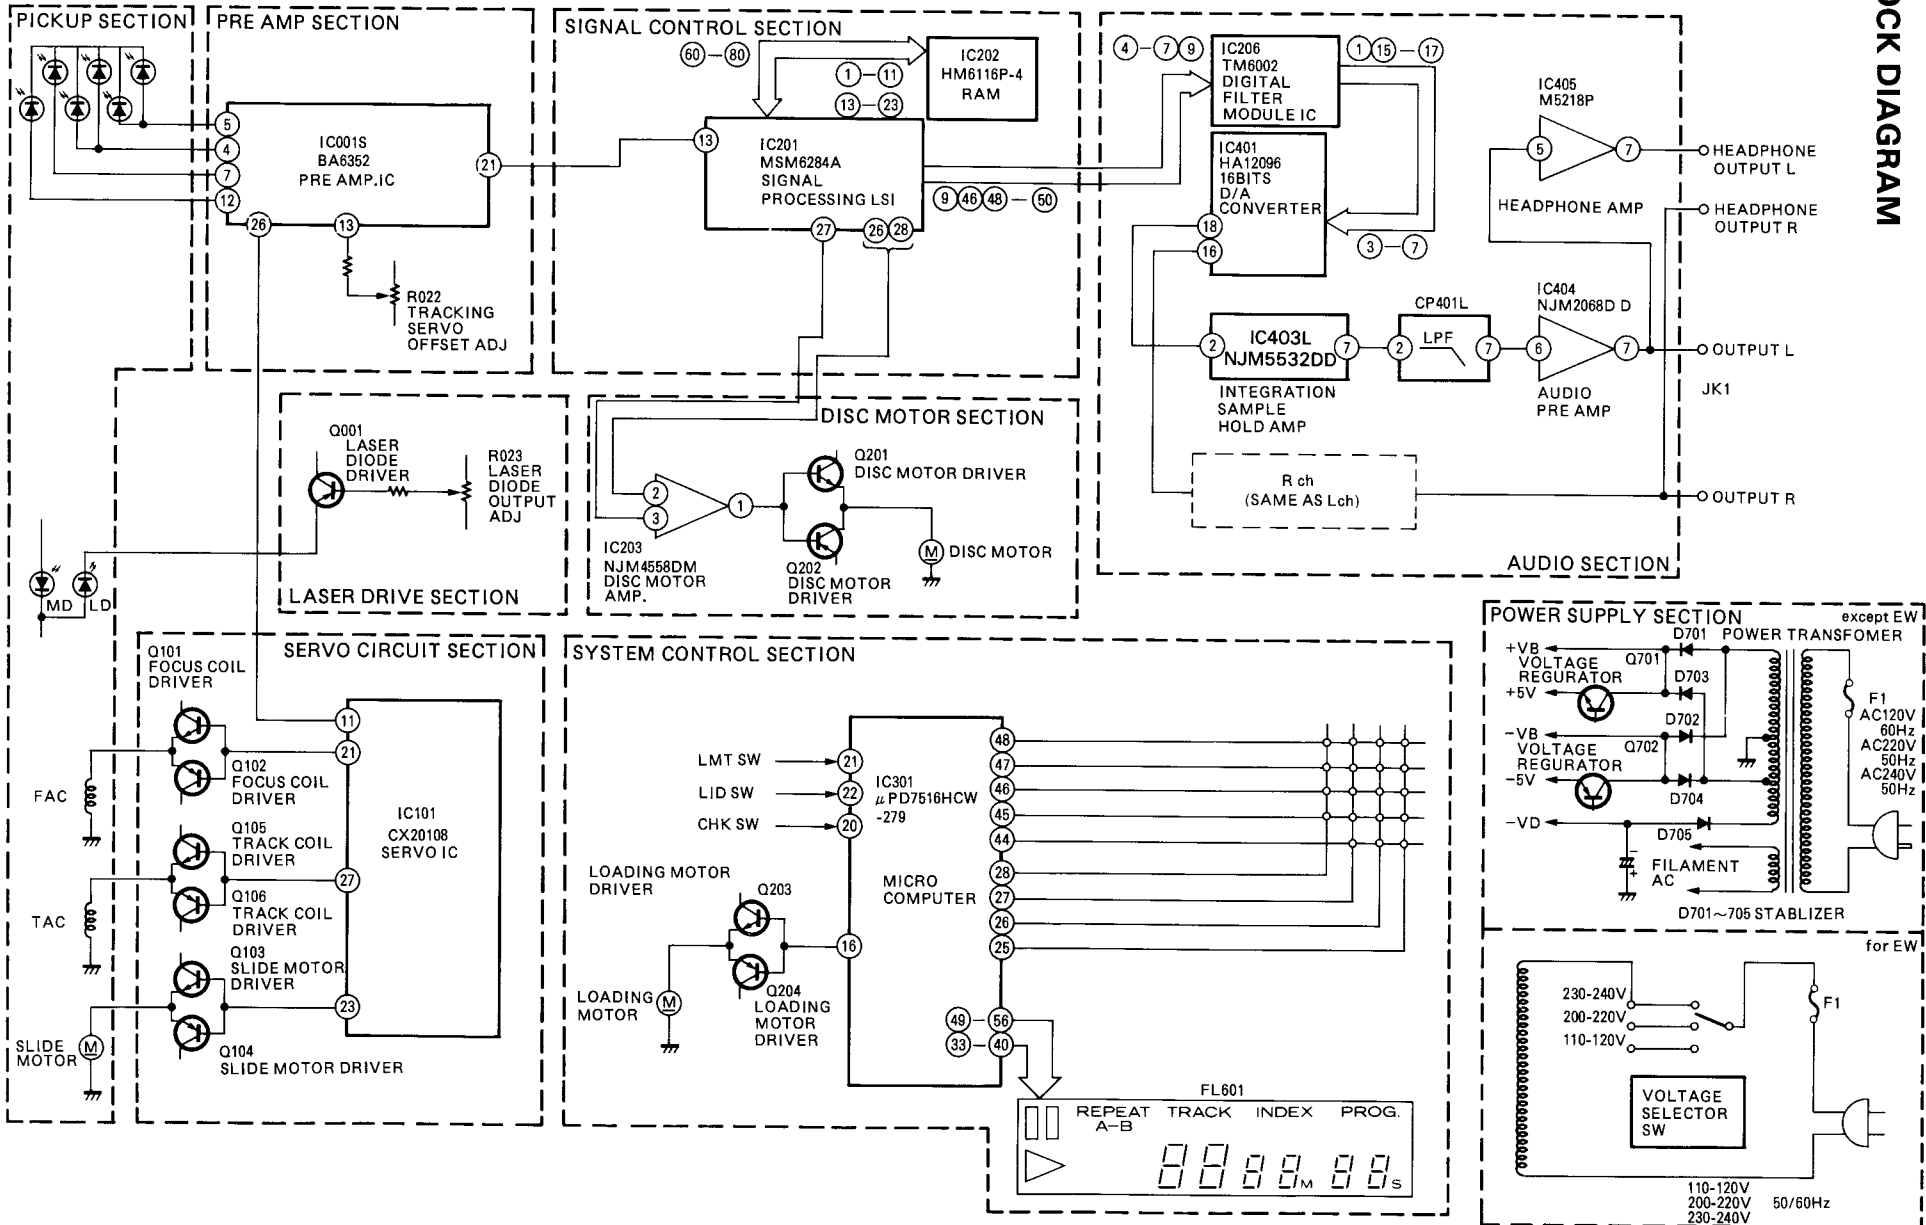 OCK DIAGRAM
PICKUP SECTION
5
4
7
12
PRE AMP SECTION
IC001S
BA6352
PRE AMP.IC
21
26
13
R022
TRACKING
SERVO
OFFSET ADJ
SIGNAL CONTROL SECTION
60-80
1-11
13-23
IC202
HM6116P-4
RAM
13
IC201
MSM6284A
SIGNAL
PROCESSING LSI
9 46 48-50
27
26 28
4-7 9
IC206
TM6002
DIGITAL
FILTER
MODULE IC
1 15-17
IC401
HA12096
16BITS
D/A
CONVERTER
18
16
3-7
IC405
M5218P
5
7
HEADPHONE AMP
HEADPHONE
OUTPUT L
HEADPHONE
OUTPUT R
2
IC403L
NJM5532DD
7
INTEGRATION
SAMPLE
HOLD AMP
CP401L
2
LPF
7
IC404
NJM2068D D
6
7
AUDIO
PRE AMP
OUTPUT L
JK1
R ch
(SAME AS Lch)
OUTPUT R
AUDIO SECTION
Q001
LASER
DIODE
DRIVER
R023
LASER
DIODE
OUTPUT
ADJ
LASER DRIVE SECTION
MD
LD
DISC MOTOR SECTION
2
3
1
IC203
NJM4558DM
DISC MOTOR
AMP.
Q201
DISC MOTOR DRIVER
Q202
DISC MOTOR
DRIVER
M
DISC MOTOR
SERVO CIRCUIT SECTION
Q101
FOCUS COIL
DRIVER
Q102
FOCUS COIL
DRIVER
FAC
Q105
TRACK COIL
DRIVER
Q106
TRACK COIL
DRIVER
TAC
Q103
SLIDE MOTOR
DRIVER
Q104
SLIDE MOTOR DRIVER
SLIDE
MOTOR
M
11
21
27
23
IC101
CX20108
SERVO IC
SYSTEM CONTROL SECTION
LMT SW
LID SW
CHK SW
21
22
20
16
IC301
μPD7516HCW
-279
MICRO
COMPUTER
48
47
46
45
44
28
27
26
25
49-56
33-40
LOADING MOTOR
DRIVER
Q203
Q204
LOADING
MOTOR
DRIVER
LOADING
MOTOR
M
FL601
REPEAT TRACK INDEX PROG.
A-B
88 88M 88S
POWER SUPPLY SECTION
except EW
D701 POWER TRANSFOMER
+VB
VOLTAGE
REGURATOR
Q701
D703
+5V
D702
-VB
VOLTAGE
REGURATOR
Q702
-5V
D704
-VD
D705
-
+
FILAMENT
AC
D701~705 STABLIZER
F1
AC120V
60Hz
AC220V
50Hz
AC240V
50Hz
for EW
230-240V
200-220V
110-120V
F1
VOLTAGE
SELECTOR
SW
110-120V
200-220V 50/60Hz
230-240V